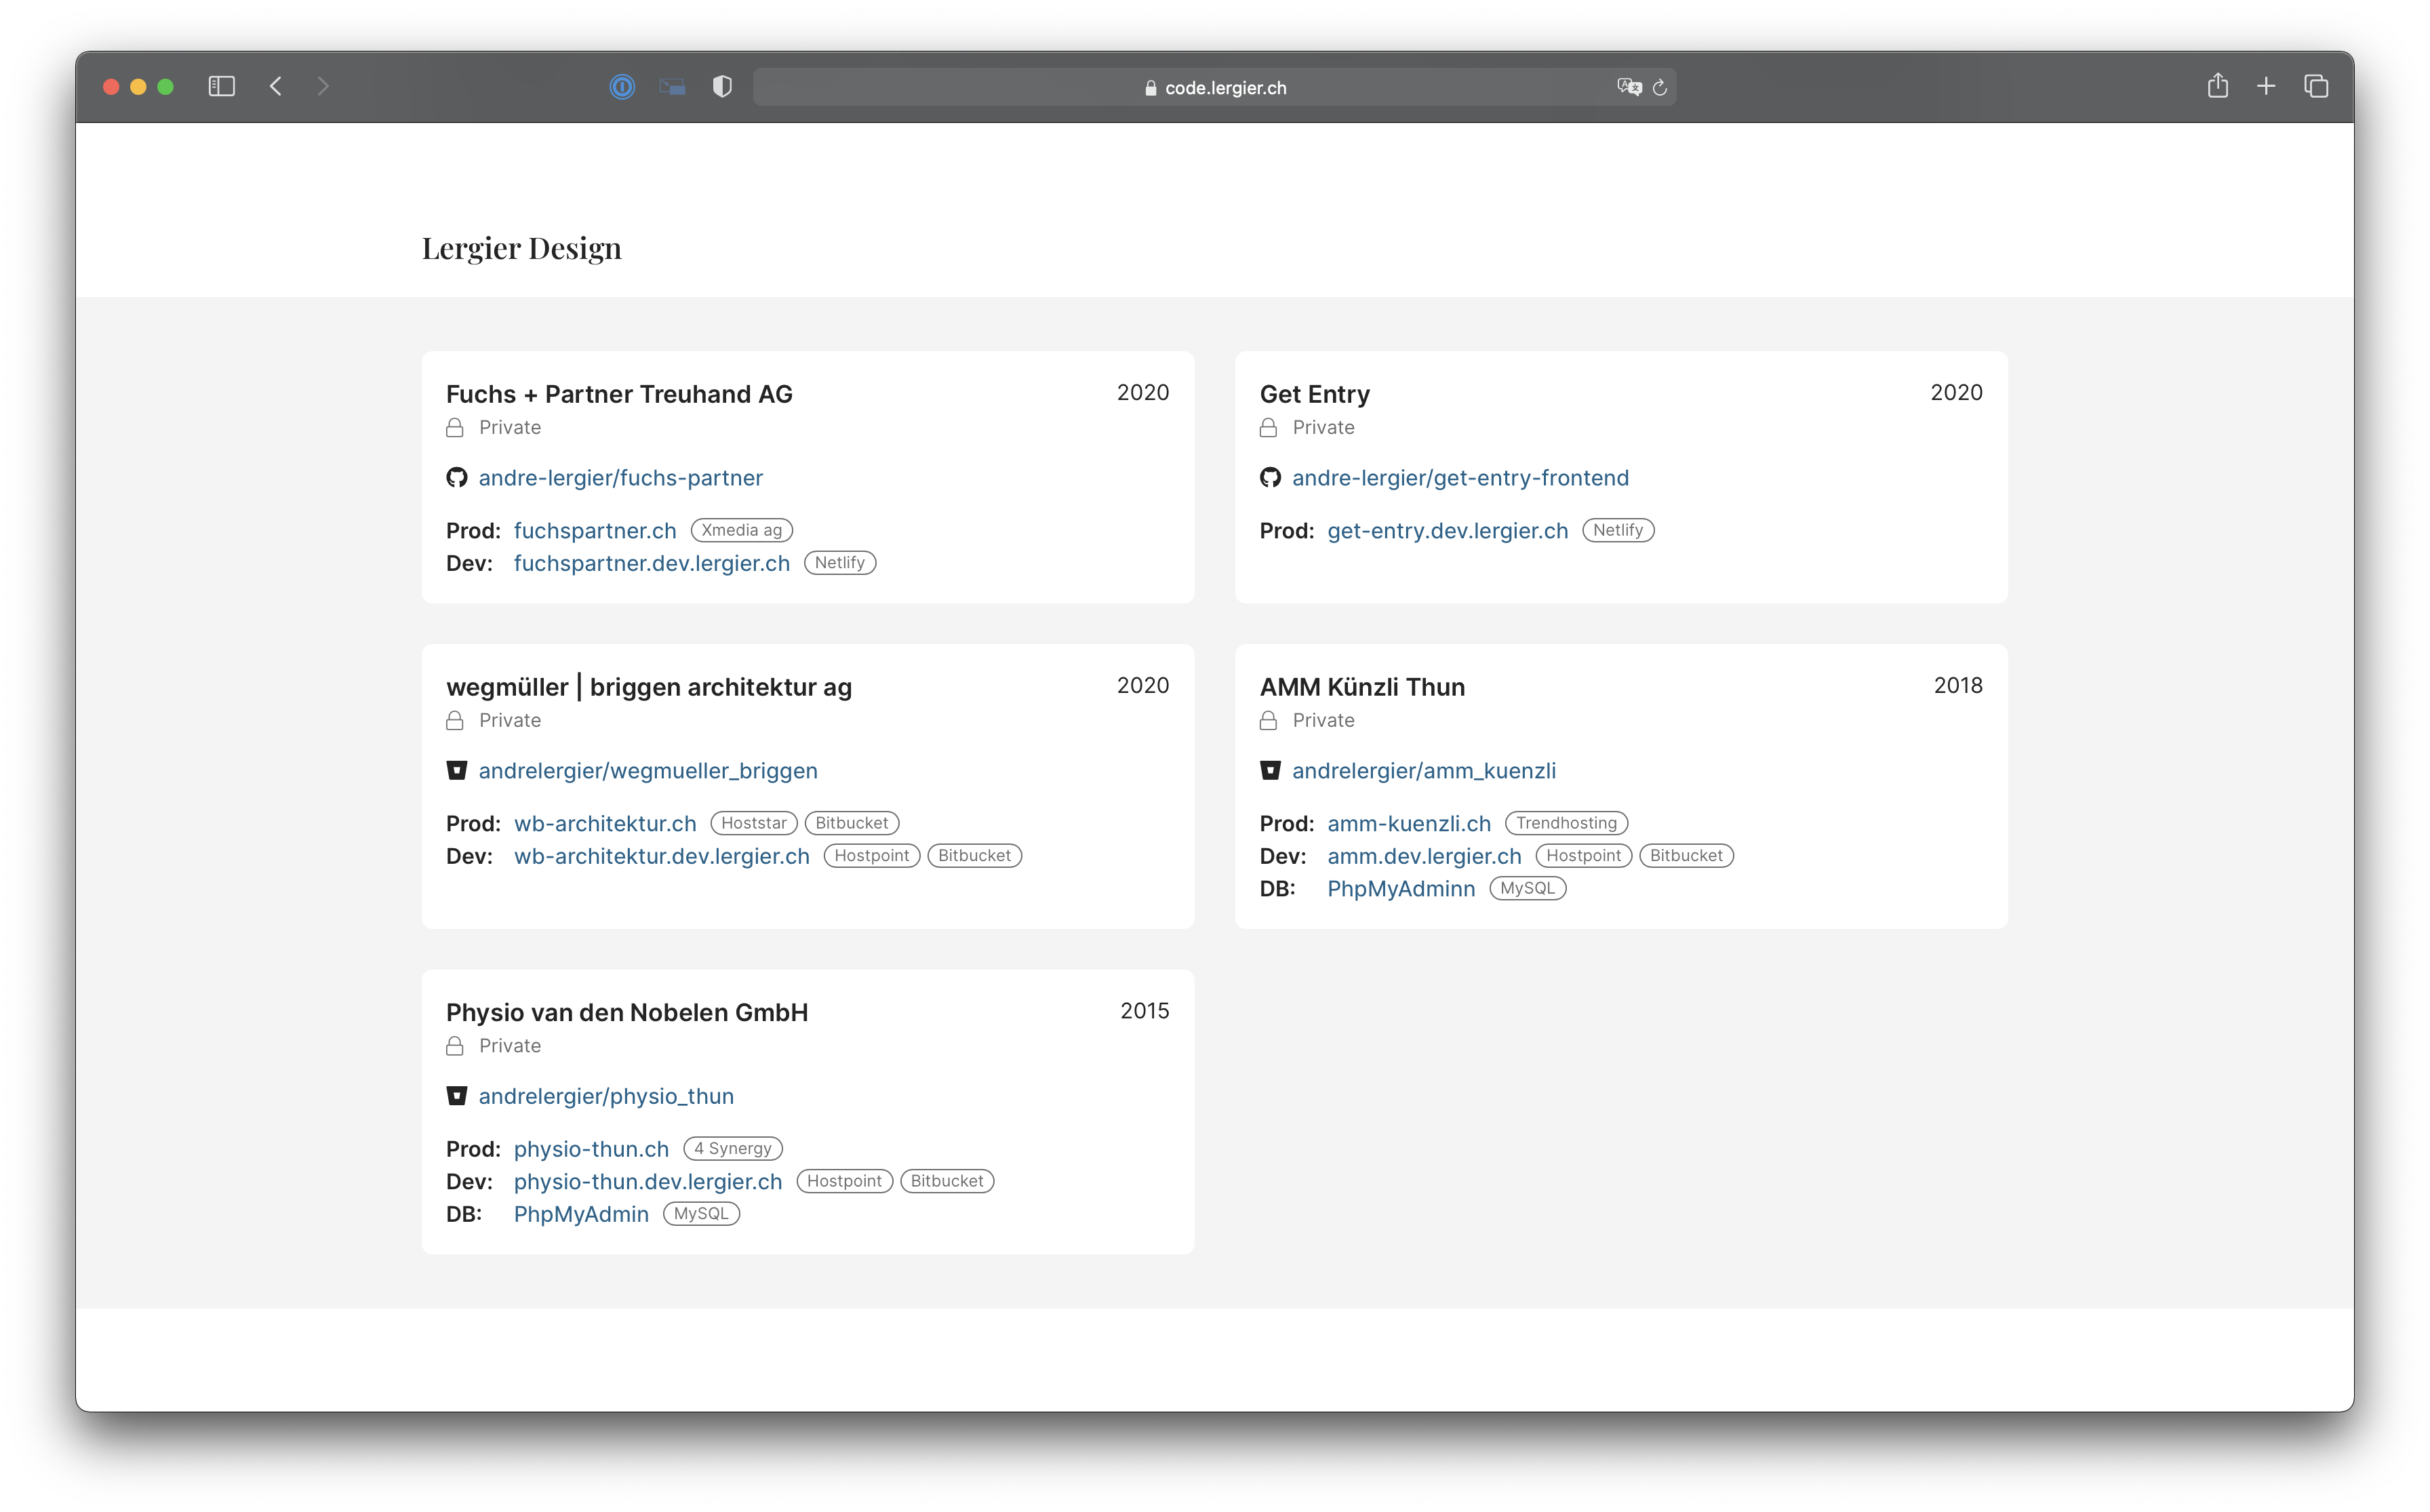 code.lergier.ch
Lergier Design
Fuchs + Partner Treuhand AG 2020
Private
andre-lergier/fuchs-partner
Prod: fuchspartner.ch Xmedia ag
Dev: fuchspartner.dev.lergier.ch Netlify
Get Entry 2020
Private
andre-lergier/get-entry-frontend
Prod: get-entry.dev.lergier.ch Netlify
wegmüller | briggen architektur ag 2020
Private
andrelergier/wegmueller_briggen
Prod: wb-architektur.ch Hoststar Bitbucket
Dev: wb-architektur.dev.lergier.ch Hostpoint Bitbucket
AMM Künzli Thun 2018
Private
andrelergier/amm_kuenzli
Prod: amm-kuenzli.ch Trendhosting
Dev: amm.dev.lergier.ch Hostpoint Bitbucket
DB: PhpMyAdminn MySQL
Physio van den Nobelen GmbH 2015
Private
andrelergier/physio_thun
Prod: physio-thun.ch 4 Synergy
Dev: physio-thun.dev.lergier.ch Hostpoint Bitbucket
DB: PhpMyAdmin MySQL